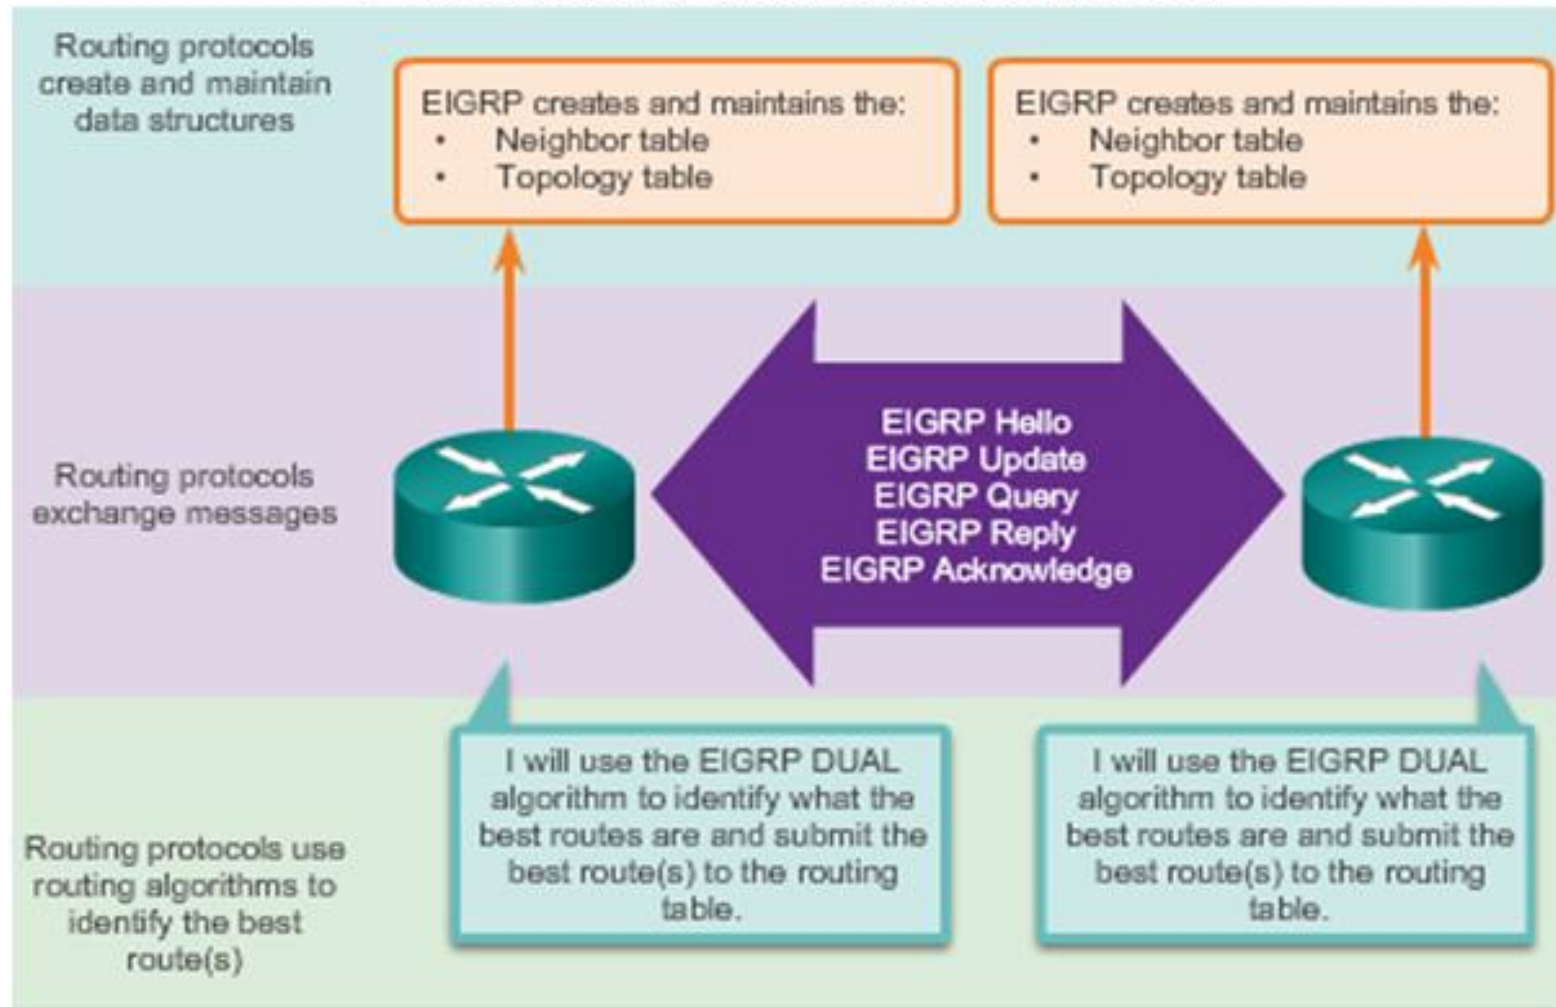 Routing protocols
create and maintain
data structures
EIGRP creates and maintains the:
• Neighbor table
• Topology table
EIGRP creates and maintains the:
• Neighbor table
• Topology table
Routing protocols
exchange messages
EIGRP Hello
EIGRP Update
EIGRP Query
EIGRP Reply
EIGRP Acknowledge
Routing protocols use
routing algorithms to
identify the best
route(s)
I will use the EIGRP DUAL
algorithm to identify what the
best routes are and submit the
best route(s) to the routing
table.
I will use the EIGRP DUAL
algorithm to identify what the
best routes are and submit the
best route(s) to the routing
table.